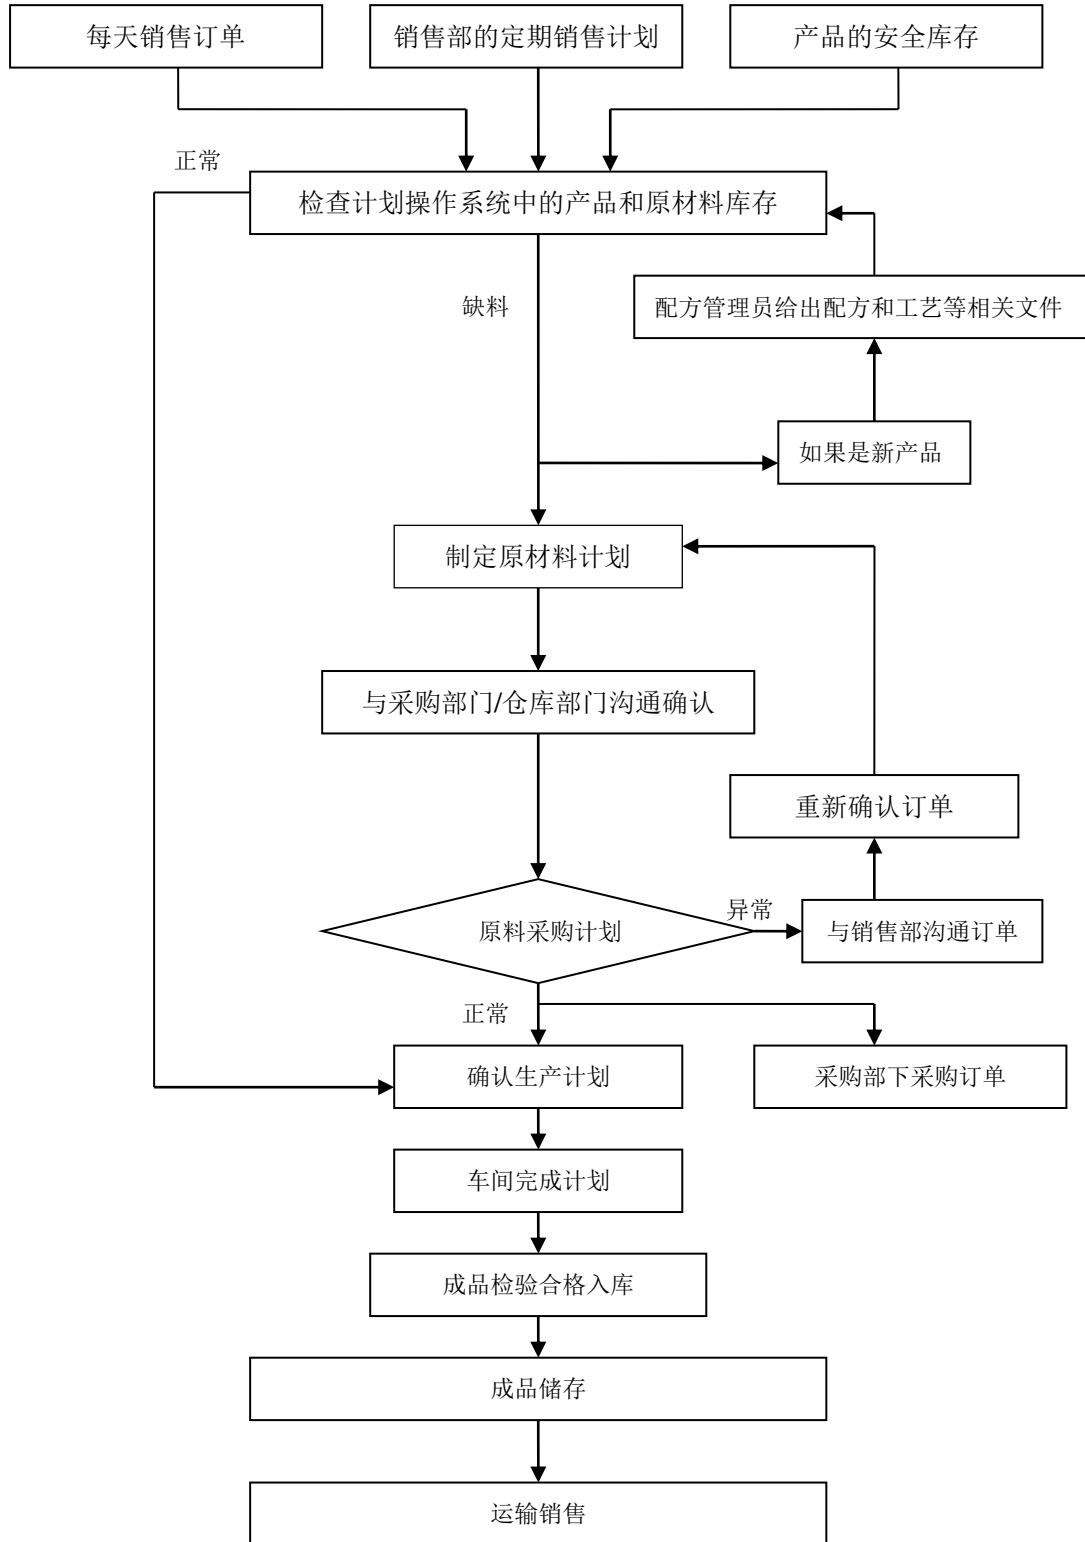 每天销售订单
销售部的定期销售计划
产品的安全库存
正常
检查计划操作系统中的产品和原材料库存
缺料
配方管理员给出配方和工艺等相关文件
如果是新产品
制定原材料计划
与采购部门/仓库部门沟通确认
重新确认订单
原料采购计划
异常
与销售部沟通订单
正常
确认生产计划
采购部下采购订单
车间完成计划
成品检验合格入库
成品储存
运输销售